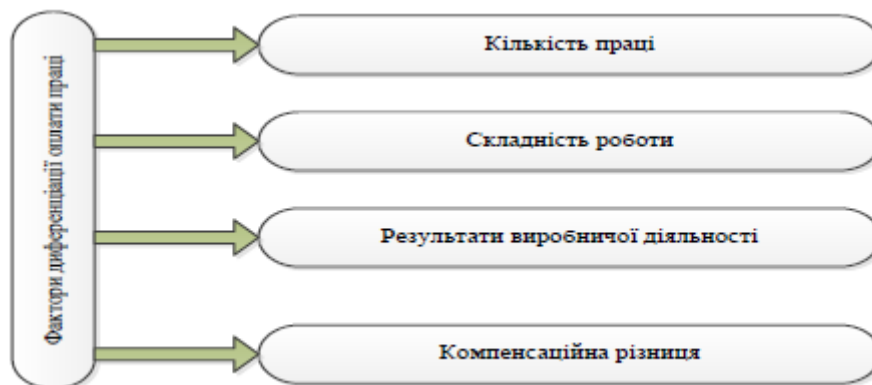 Фактори диференціації оплати праці
Кількість праці
Складність роботи
Результати виробничої діяльності
Компенсаційна різниця